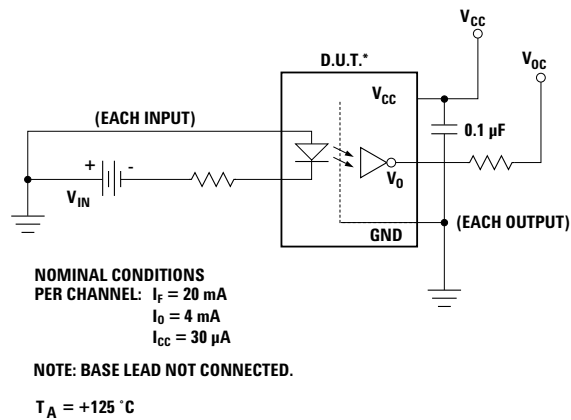 V_CC
V_OC
D.U.T.*
V_CC
(EACH INPUT)
0.1 µF
+ -
V_IN
V_O
(EACH OUTPUT)
GND
NOMINAL CONDITIONS
PER CHANNEL: I_F = 20 mA
I_O = 4 mA
I_CC = 30 µA
NOTE: BASE LEAD NOT CONNECTED.
T_A = +125 ˚C